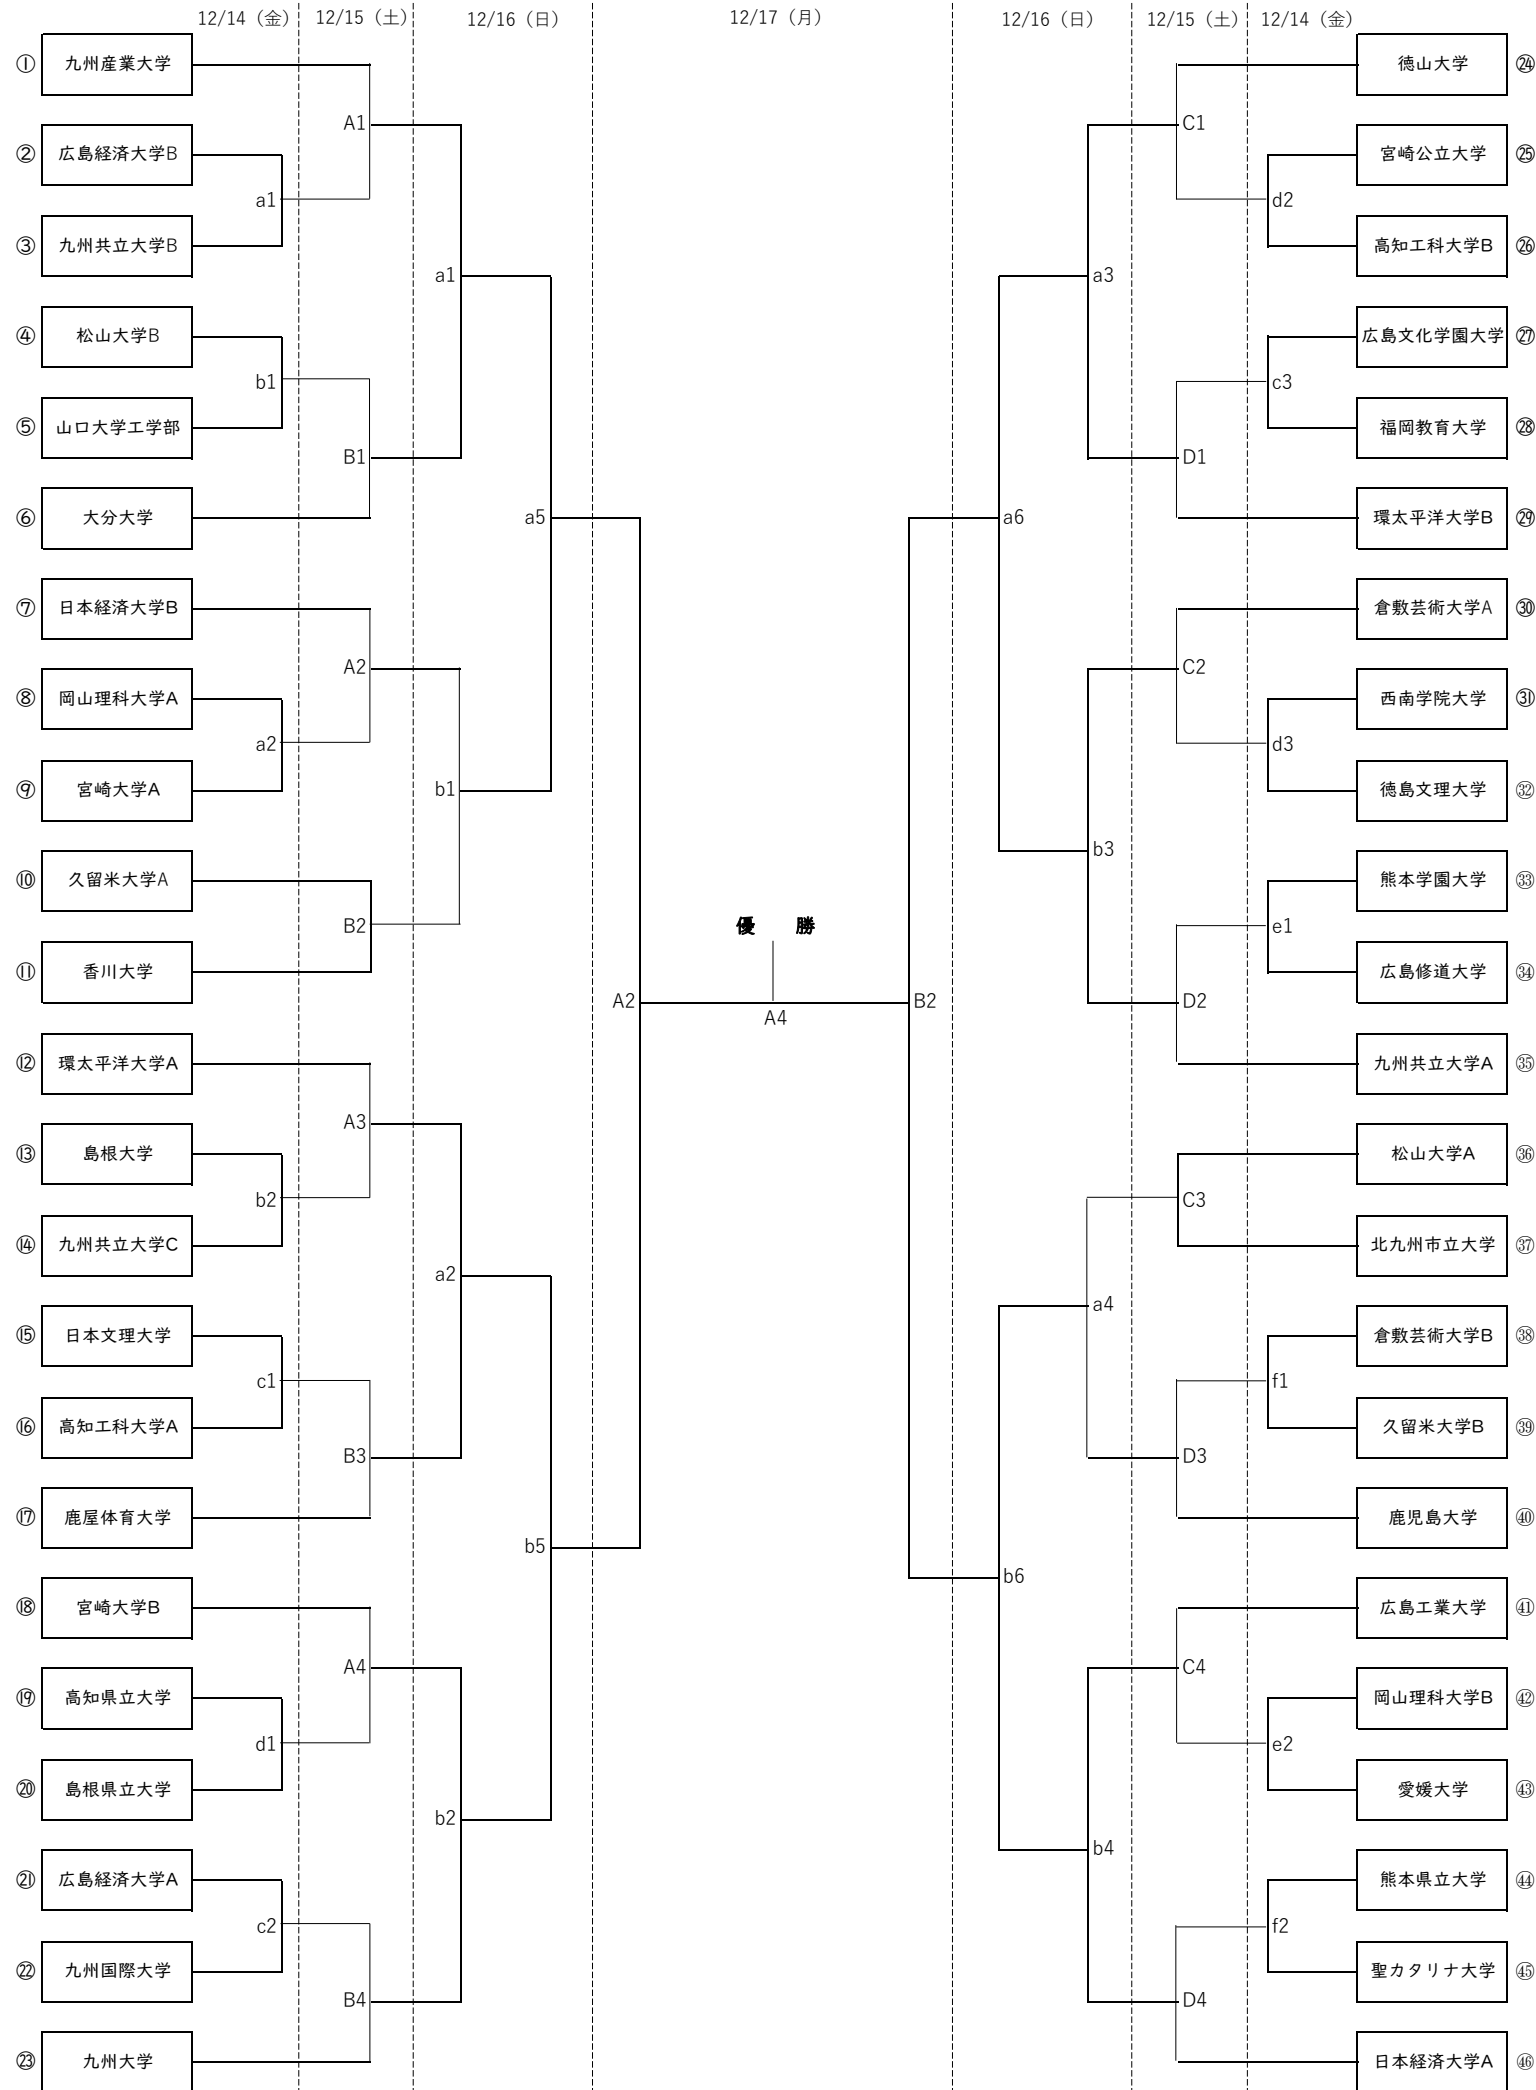 12/14（金） 12/15（土） 12/16（日） 12/17（月） 12/16（日） 12/15（土） 12/14（金）
① 九州産業大学
A1
② 広島経済大学B
a1
③ 九州共立大学B
a1
④ 松山大学B
b1
⑤ 山口大学工学部
B1
⑥ 大分大学
a5
⑦ 日本経済大学B
A2
⑧ 岡山理科大学A
a2
⑨ 宮崎大学A
b1
⑩ 久留米大学A
B2
⑪ 香川大学
A2
⑫ 環太平洋大学A
A3
⑬ 島根大学
b2
⑭ 九州共立大学C
a2
⑮ 日本文理大学
c1
⑯ 高知工科大学A
B3
⑰ 鹿屋体育大学
b5
⑱ 宮崎大学B
A4
⑲ 高知県立大学
d1
⑳ 島根県立大学
b2
㉑ 広島経済大学A
c2
㉒ 九州国際大学
B4
㉓ 九州大学
優　勝
A4
徳山大学 ㉔
C1
宮崎公立大学 ㉕
d2
高知工科大学B ㉖
a3
広島文化学園大学 ㉗
c3
福岡教育大学 ㉘
D1
環太平洋大学B ㉙
a6
倉敷芸術大学A ㉚
C2
西南学院大学 ㉛
d3
徳島文理大学 ㉜
b3
熊本学園大学 ㉝
e1
広島修道大学 ㉞
D2
B2
九州共立大学A ㉟
松山大学A ㊱
C3
北九州市立大学 ㊲
a4
倉敷芸術大学B ㊳
f1
久留米大学B ㊴
D3
鹿児島大学 ㊵
b6
広島工業大学 ㊶
C4
岡山理科大学B ㊷
e2
愛媛大学 ㊸
b4
熊本県立大学 ㊹
f2
聖カタリナ大学 ㊺
D4
日本経済大学A ㊻